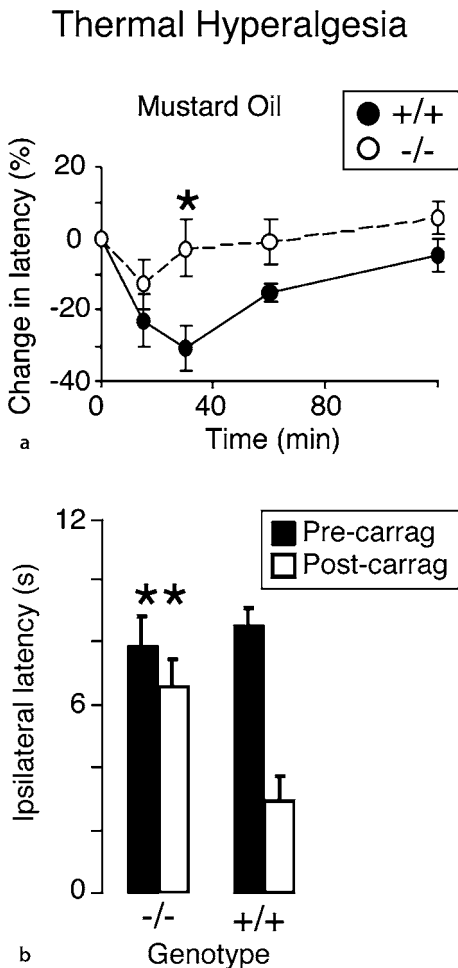 Thermal Hyperalgesia
Mustard Oil
+/+
-/-
Change in latency (%)
20
0
-20
-40
0
40
80
Time (min)
a
Pre-carrag
Post-carrag
Ipsilateral latency (s)
12
6
0
-/-
+/+
Genotype
b